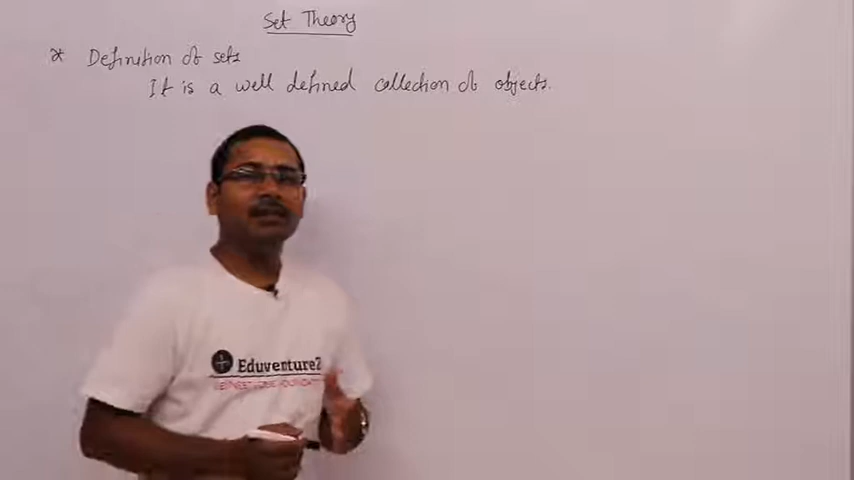 Set Theory
* Definition of sets
It is a well defined collection of objects.
Eduventure2